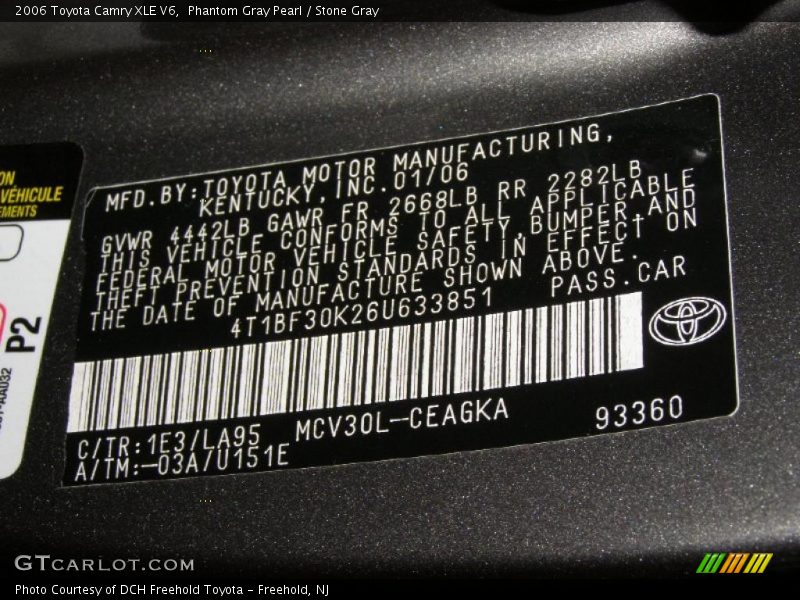 2006 Toyota Camry XLE V6,  Phantom Gray Pearl / Stone Gray
ON
VÉHICULE
EMENTS
P2
MFD.BY:TOYOTA MOTOR MANUFACTURING,
KENTUCKY,INC.01/06
GVWR 4442LB GAWR FR 2668LB RR 2282LB
THIS VEHICLE CONFORMS TO ALL APPLICABLE
FEDERAL MOTOR VEHICLE SAFETY,BUMPER,AND
THEFT PREVENTION STANDARDS IN EFFECT ON
THE DATE OF MANUFACTURE SHOWN ABOVE.
4T1BF30K26U633851 PASS.CAR
C/TR:1E3/LA95 MCV30L-CEAGKA 93360
A/TM:-03A/U151E
GTCARLOT.COM
Photo Courtesy of DCH Freehold Toyota - Freehold, NJ